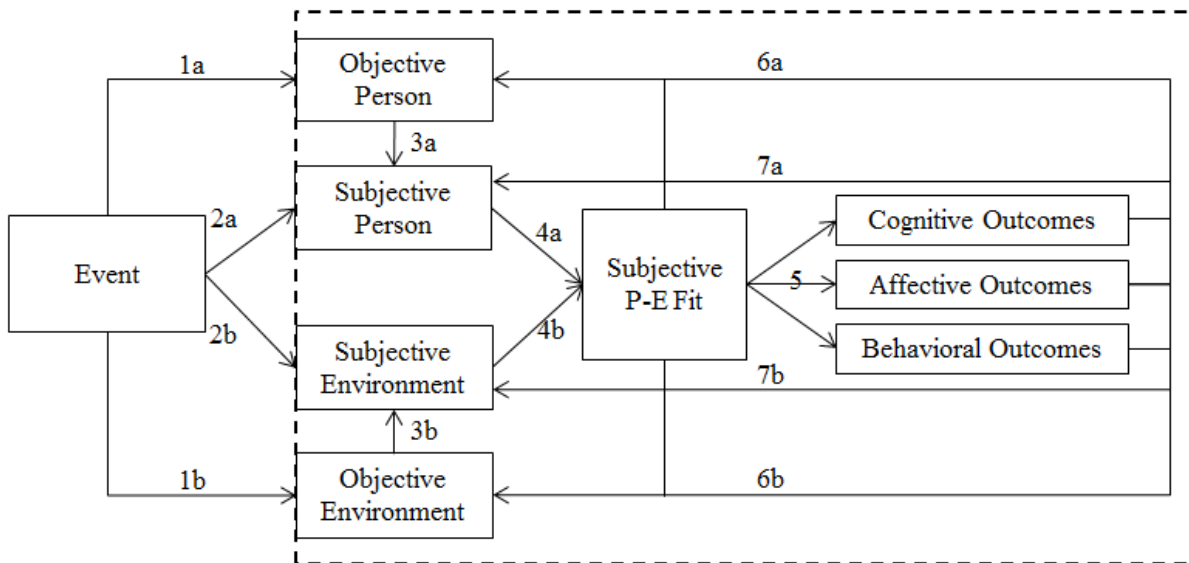 1a
Objective
Person
6a
3a
7a
Subjective
Person
2a
4a
Cognitive Outcomes
Event
Subjective
P-E Fit
5
Affective Outcomes
2b
4b
Subjective
Environment
Behavioral Outcomes
7b
3b
1b
Objective
Environment
6b